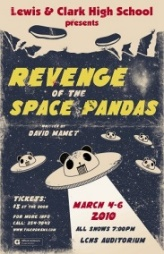 Lewis & Clark High School
presents
REVENGE
OF THE
SPACE PANDAS
WRITTEN BY
DAVID MAMET
TICKETS:
MARCH 4-6
2010
ALL SHOWS 7:00PM
LCHS AUDITORIUM
FOR MORE INFO